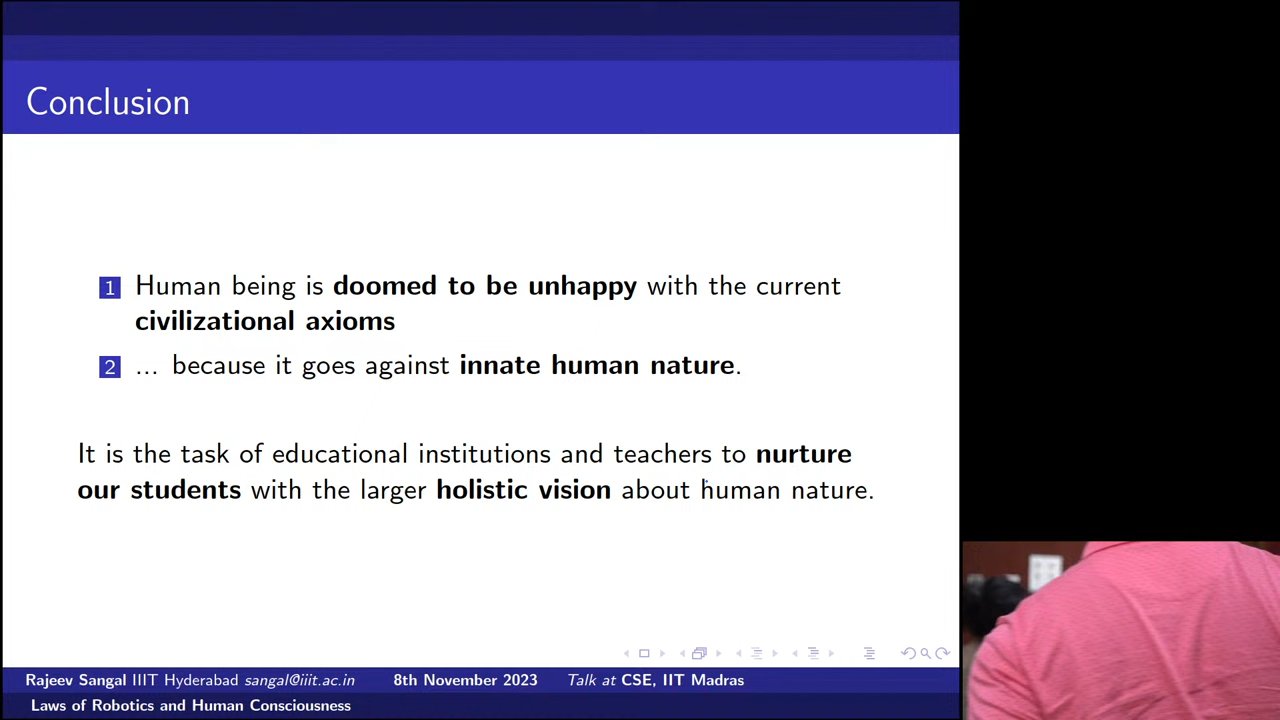 Conclusion
1 Human being is doomed to be unhappy with the current
civilizational axioms
2 ... because it goes against innate human nature.
It is the task of educational institutions and teachers to nurture
our students with the larger holistic vision about human nature.
Rajeev Sangal IIIT Hyderabad sangal@iiit.ac.in 8th November 2023 Talk at CSE, IIT Madras
Laws of Robotics and Human Consciousness